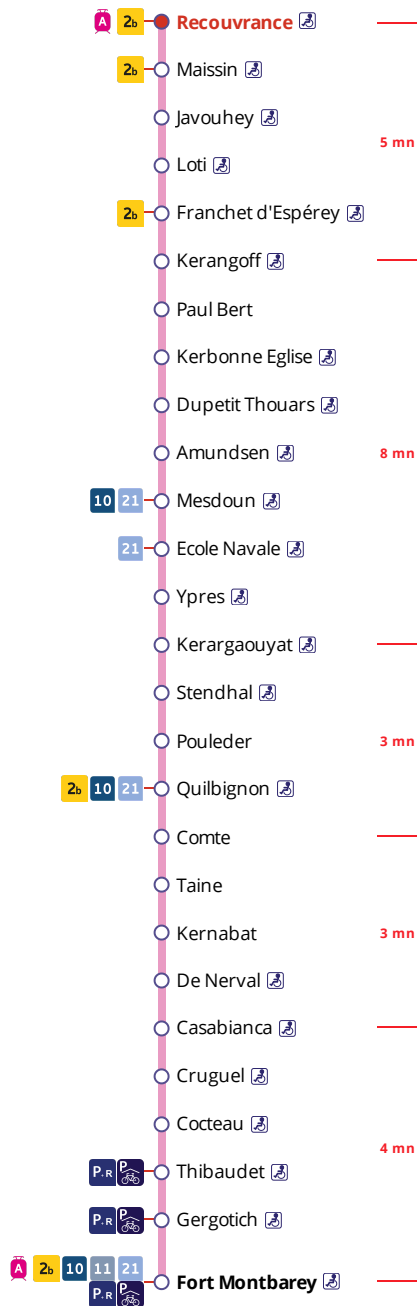 A 2b Recouvrance
2b Maissin
Javouhey
5 mn
Loti
2b Franchet d'Espérey
Kerangoff
Paul Bert
Kerbonne Eglise
Dupetit Thouars
Amundsen 8 mn
10 21 Mesdoun
21 Ecole Navale
Ypres
Kerargaouyat
Stendhal
Pouleder 3 mn
2b 10 21 Quilbignon
Comte
Taine
Kernabat 3 mn
De Nerval
Casabianca
Cruguel
Cocteau
4 mn
P+R P Thibaudet
P+R P Gergotich
A 2b 10 11 21
Fort Montbarey
P+R P